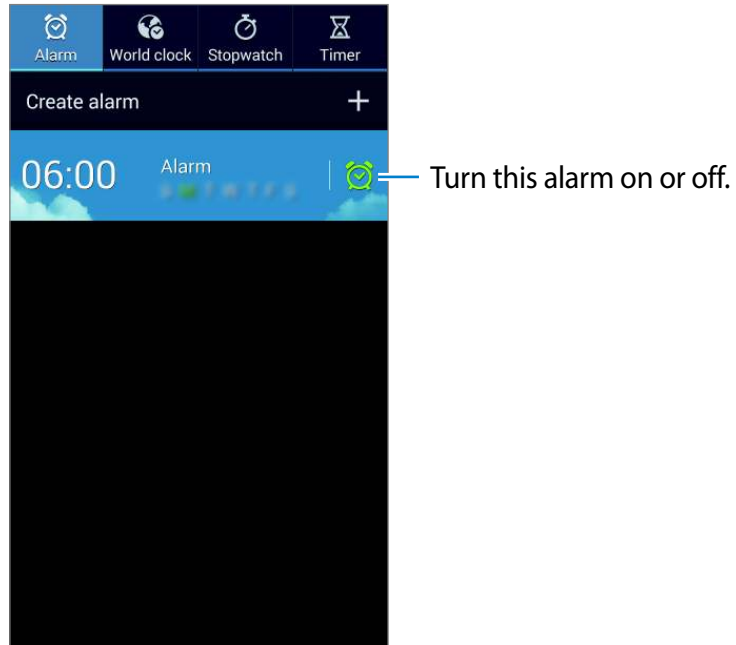 Alarm World clock Stopwatch Timer
Create alarm +
06:00 Alarm
Turn this alarm on or off.